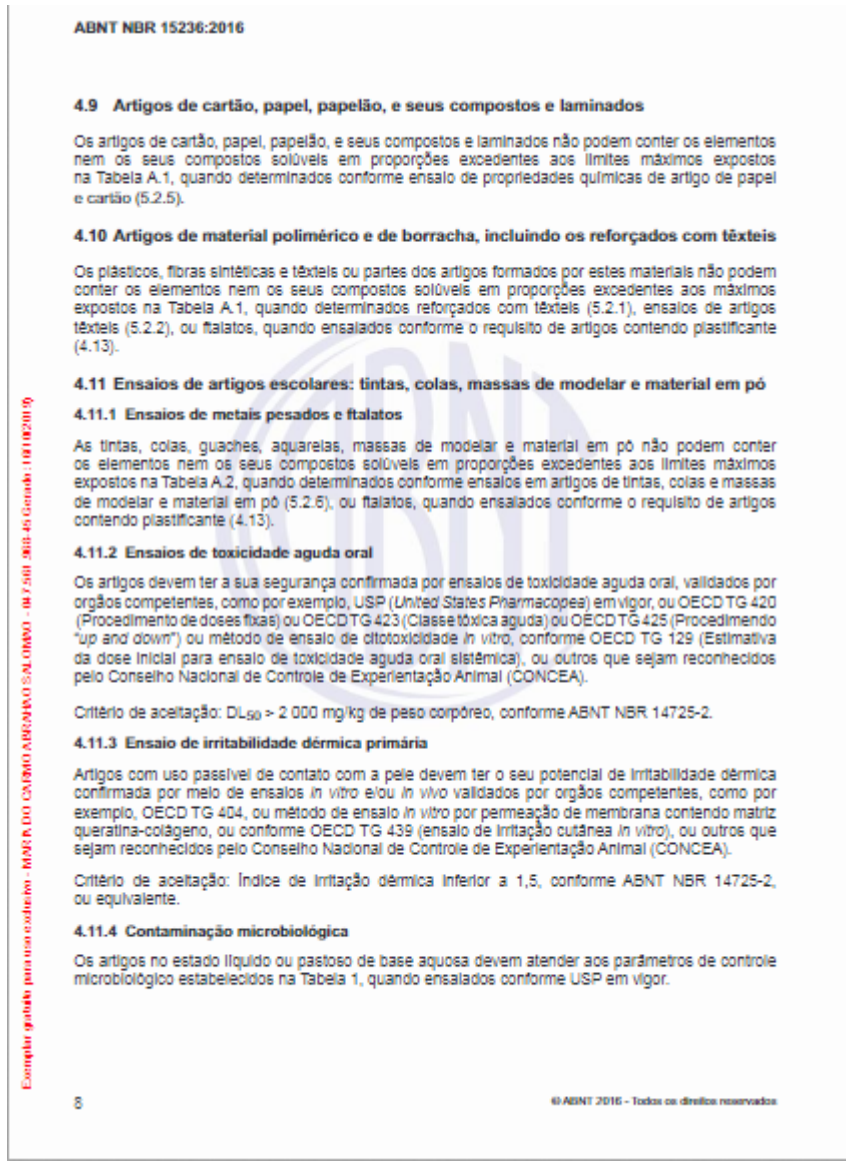 ABNT NBR 15236:2016
4.9 Artigos de cartão, papel, papelão, e seus compostos e laminados
Os artigos de cartão, papel, papelão, e seus compostos e laminados não podem conter os elementos
nem os seus compostos solúveis em proporções excedentes aos limites máximos expostos
na Tabela A.1, quando determinados conforme ensaio de propriedades químicas de artigo de papel
e cartão (5.2.5).
4.10 Artigos de material polimérico e de borracha, incluindo os reforçados com têxteis
Os plásticos, fibras sintéticas e têxteis ou partes dos artigos formados por estes materiais não podem
conter os elementos nem os seus compostos solúveis em proporções excedentes aos máximos
expostos na Tabela A.1, quando determinados reforçados com têxteis (5.2.1), ensaios de artigos
têxteis (5.2.2), ou ftalatos, quando ensaiados conforme o requisito de artigos contendo plastificante
(4.13).
4.11 Ensaios de artigos escolares: tintas, colas, massas de modelar e material em pó
4.11.1 Ensaios de metais pesados e ftalatos
As tintas, colas, guaches, aquarelas, massas de modelar e material em pó não podem conter
os elementos nem os seus compostos solúveis em proporções excedentes aos limites máximos
expostos na Tabela A.2, quando determinados conforme ensaios em artigos de tintas, colas e massas
de modelar e material em pó (5.2.6), ou ftalatos, quando ensaiados conforme o requisito de artigos
contendo plastificante (4.13).
4.11.2 Ensaios de toxicidade aguda oral
Os artigos devem ter a sua segurança confirmada por ensaios de toxicidade aguda oral, validados por
orgãos competentes, como por exemplo, USP (United States Pharmacopea) em vigor, ou OECD TG 420
(Procedimento de doses fixas) ou OECD TG 423 (Classe tóxica aguda) ou OECD TG 425 (Procedimendo
"up and down") ou método de ensaio de citotoxicidade in vitro, conforme OECD TG 129 (Estimativa
da dose inicial para ensaio de toxicidade aguda oral sistêmica), ou outros que sejam reconhecidos
pelo Conselho Nacional de Controle de Experientação Animal (CONCEA).
Critério de aceitação: DL50 > 2 000 mg/kg de peso corpóreo, conforme ABNT NBR 14725-2.
4.11.3 Ensaio de irritabilidade dérmica primária
Artigos com uso passível de contato com a pele devem ter o seu potencial de irritabilidade dérmica
confirmada por meio de ensaios in vitro e/ou in vivo validados por orgãos competentes, como por
exemplo, OECD TG 404, ou método de ensaio in vitro por permeação de membrana contendo matriz
queratina-colágeno, ou conforme OECD TG 439 (ensaio de irritação cutânea in vitro), ou outros que
sejam reconhecidos pelo Conselho Nacional de Controle de Experientação Animal (CONCEA).
Critério de aceitação: Índice de irritação dérmica inferior a 1,5, conforme ABNT NBR 14725-2,
ou equivalente.
4.11.4 Contaminação microbiológica
Os artigos no estado líquido ou pastoso de base aquosa devem atender aos parâmetros de controle
microbiológico estabelecidos na Tabela 1, quando ensaiados conforme USP em vigor.
8
© ABNT 2016 - Todos os direitos reservados
Exemplar gratuito para uso exclusivo - MARIA DO CARMO ABRAHAO SALOMAO
ABNT